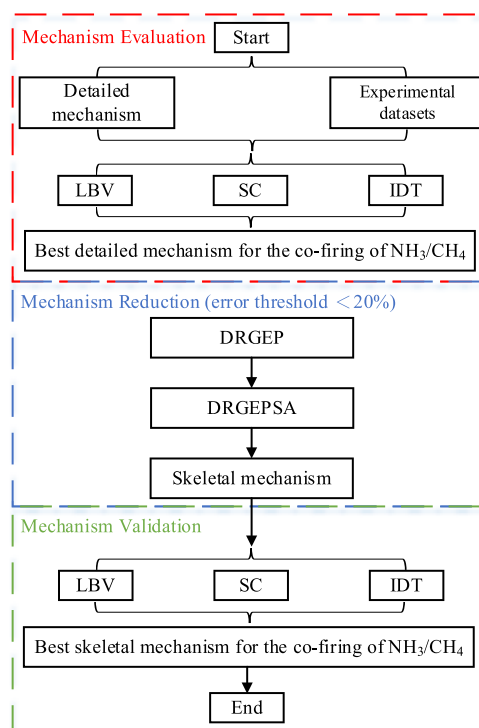 Mechanism Evaluation
Start
Detailed
mechanism
Experimental
datasets
LBV
SC
IDT
Best detailed mechanism for the co-firing of NH₃/CH₄
Mechanism Reduction (error threshold ＜20%)
DRGEP
DRGEPSA
Skeletal mechanism
Mechanism Validation
LBV
SC
IDT
Best skeletal mechanism for the co-firing of NH₃/CH₄
End